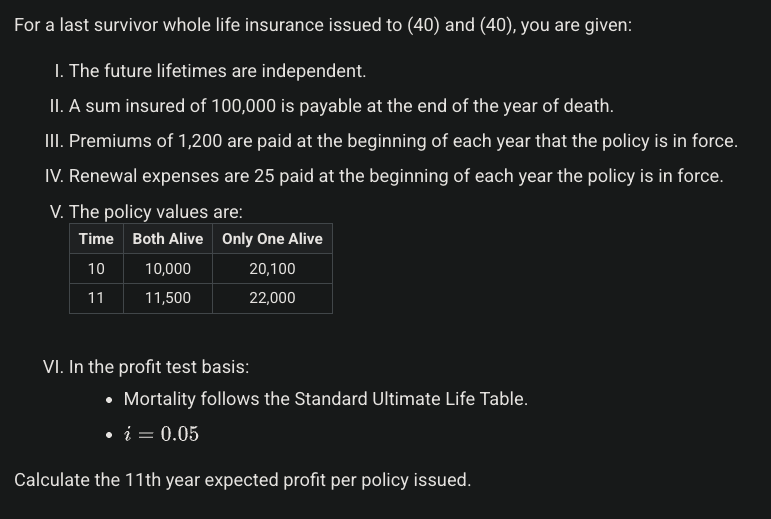 For a last survivor whole life insurance issued to (40) and (40), you are given:
I. The future lifetimes are independent.
II. A sum insured of 100,000 is payable at the end of the year of death.
III. Premiums of 1,200 are paid at the beginning of each year that the policy is in force.
IV. Renewal expenses are 25 paid at the beginning of each year the policy is in force.
V. The policy values are:
Time Both Alive Only One Alive
10 10,000 20,100
11 11,500 22,000
VI. In the profit test basis:
• Mortality follows the Standard Ultimate Life Table.
• i = 0.05
Calculate the 11th year expected profit per policy issued.